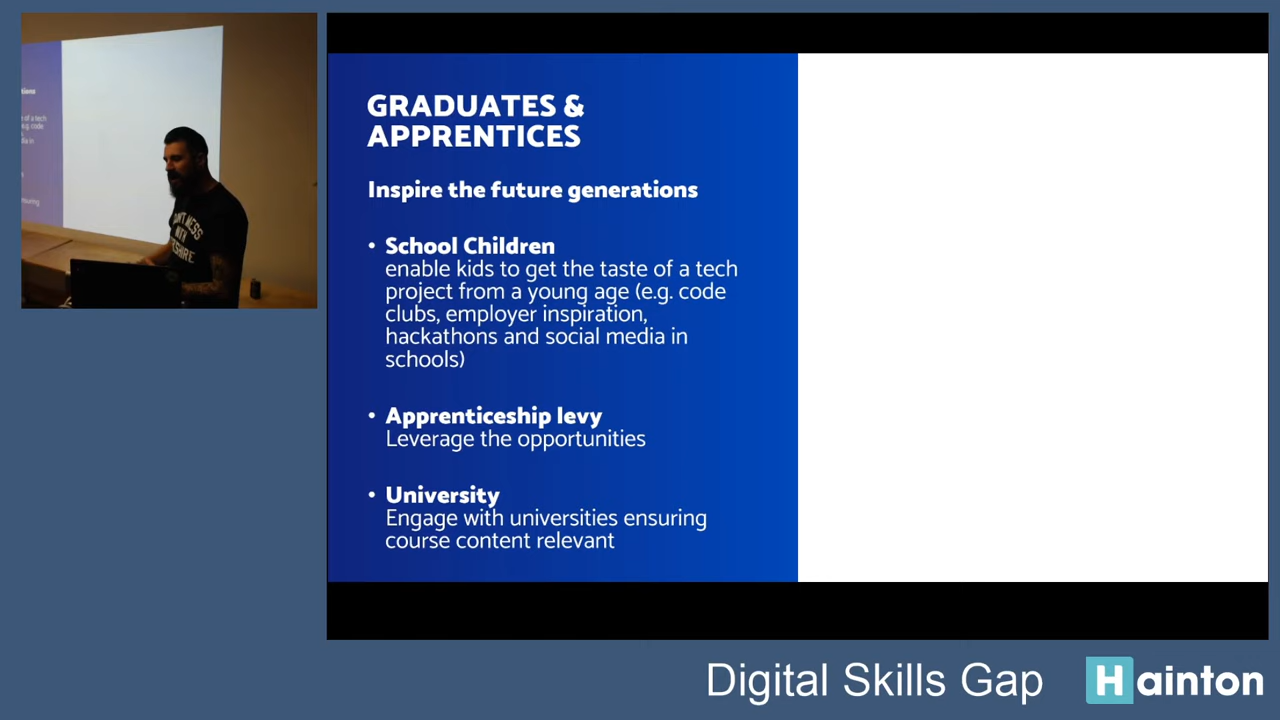 GRADUATES &
APPRENTICES
Inspire the future generations
• School Children
enable kids to get the taste of a tech
project from a young age (e.g. code
clubs, employer inspiration,
hackathons and social media in
schools)
• Apprenticeship levy
Leverage the opportunities
• University
Engage with universities ensuring
course content relevant
Digital Skills Gap
Hainton